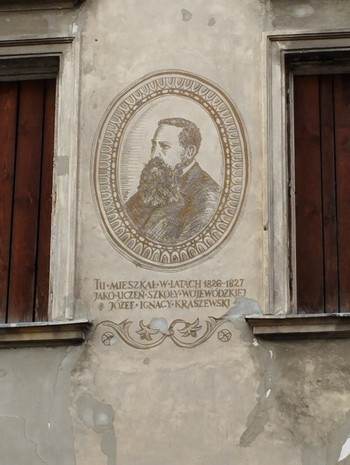 TU • MIESZKAŁ • W • LATACH 1826-1827
JAKO • UCZEŃ • SZKOŁY • WOJEWÓDZKIEJ
JÓZEF • IGNACY • KRASZEWSKI